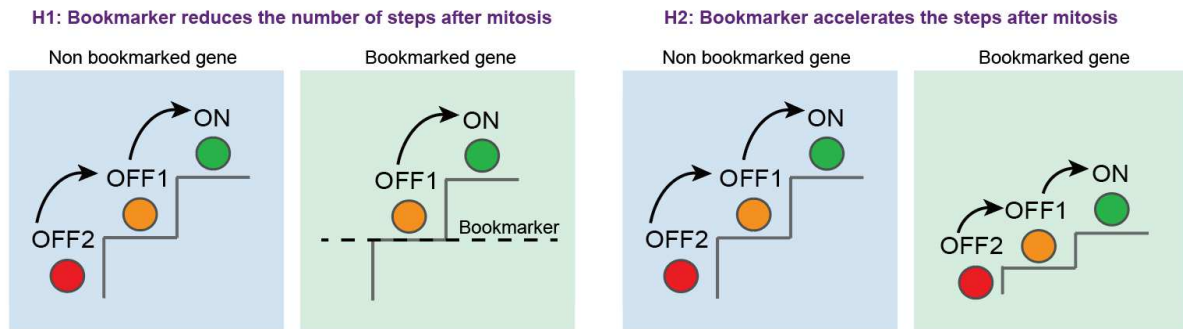 H1: Bookmarker reduces the number of steps after mitosis
Non bookmarked gene
ON
OFF1
OFF2
Bookmarked gene
ON
OFF1
Bookmarker
H2: Bookmarker accelerates the steps after mitosis
Non bookmarked gene
ON
OFF1
OFF2
Bookmarked gene
ON
OFF1
OFF2